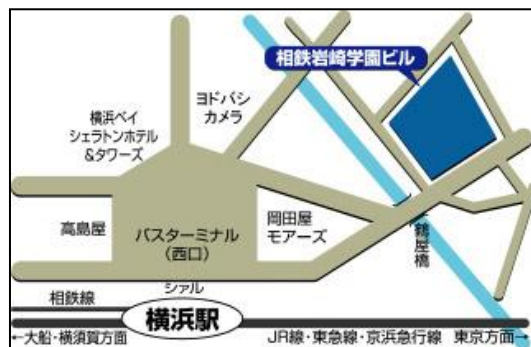 相鉄岩崎学園ビル
ヨドバシ
カメラ
横浜ベイ
シェラトンホテル
&タワーズ
高島屋
バスターミナル
(西口)
岡田屋
モアーズ
鶴屋橋
シァル
相鉄線
横浜駅
←大船・横須賀方面
JR線・東急線・京浜急行線 東京方面→